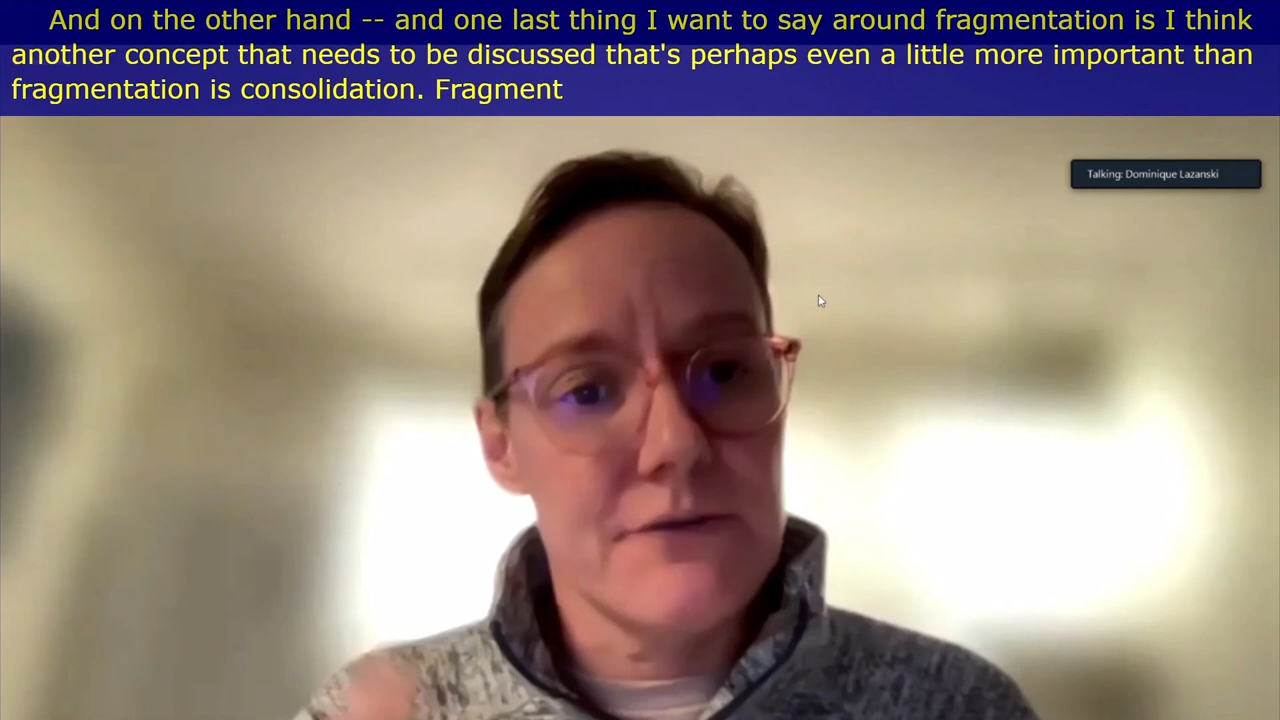 And on the other hand -- and one last thing I want to say around fragmentation is I think
another concept that needs to be discussed that's perhaps even a little more important than
fragmentation is consolidation. Fragment
Talking: Dominique Lazanski